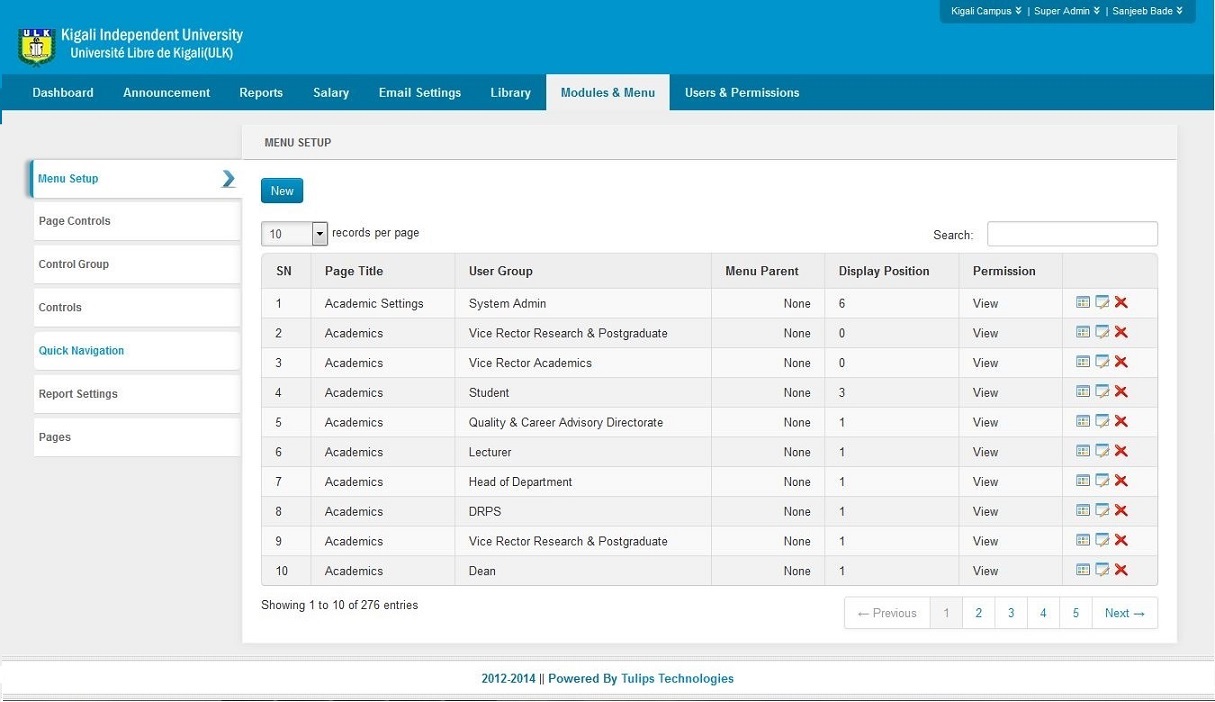 Kigali Campus | Super Admin | Sanjeeb Bade
ULK
Kigali Independent University
Université Libre de Kigali(ULK)
Dashboard Announcement Reports Salary Email Settings Library Modules & Menu Users & Permissions
Menu Setup
Page Controls
Control Group
Controls
Quick Navigation
Report Settings
Pages
MENU SETUP
New
10 records per page Search:
SN Page Title User Group Menu Parent Display Position Permission
1 Academic Settings System Admin None 6 View
2 Academics Vice Rector Research & Postgraduate None 0 View
3 Academics Vice Rector Academics None 0 View
4 Academics Student None 3 View
5 Academics Quality & Career Advisory Directorate None 1 View
6 Academics Lecturer None 1 View
7 Academics Head of Department None 1 View
8 Academics DRPS None 1 View
9 Academics Vice Rector Research & Postgraduate None 1 View
10 Academics Dean None 1 View
Showing 1 to 10 of 276 entries
← Previous 1 2 3 4 5 Next →
2012-2014 || Powered By Tulips Technologies